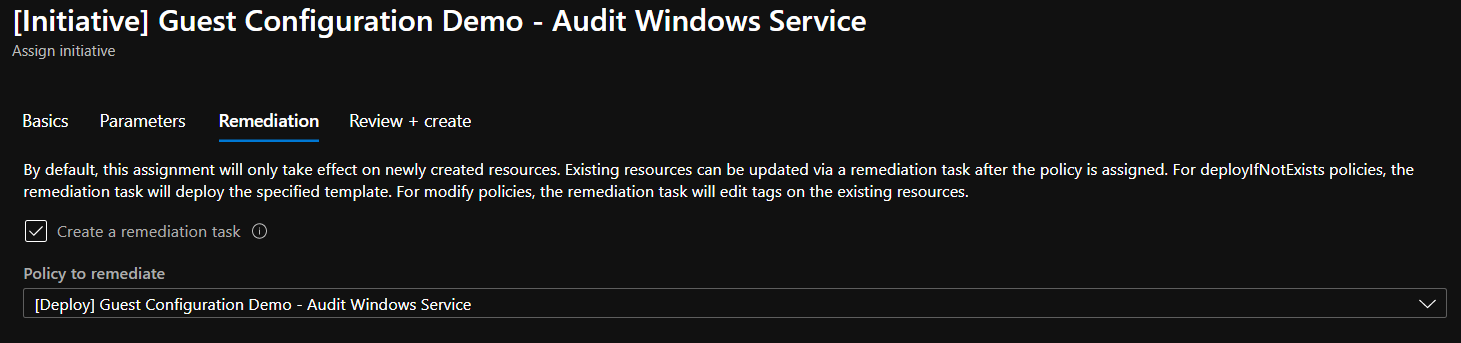 [Initiative] Guest Configuration Demo - Audit Windows Service
Assign initiative
Basics Parameters Remediation Review + create
By default, this assignment will only take effect on newly created resources. Existing resources can be updated via a remediation task after the policy is assigned. For deployIfNotExists policies, the
remediation task will deploy the specified template. For modify policies, the remediation task will edit tags on the existing resources.
Create a remediation task
Policy to remediate
[Deploy] Guest Configuration Demo - Audit Windows Service